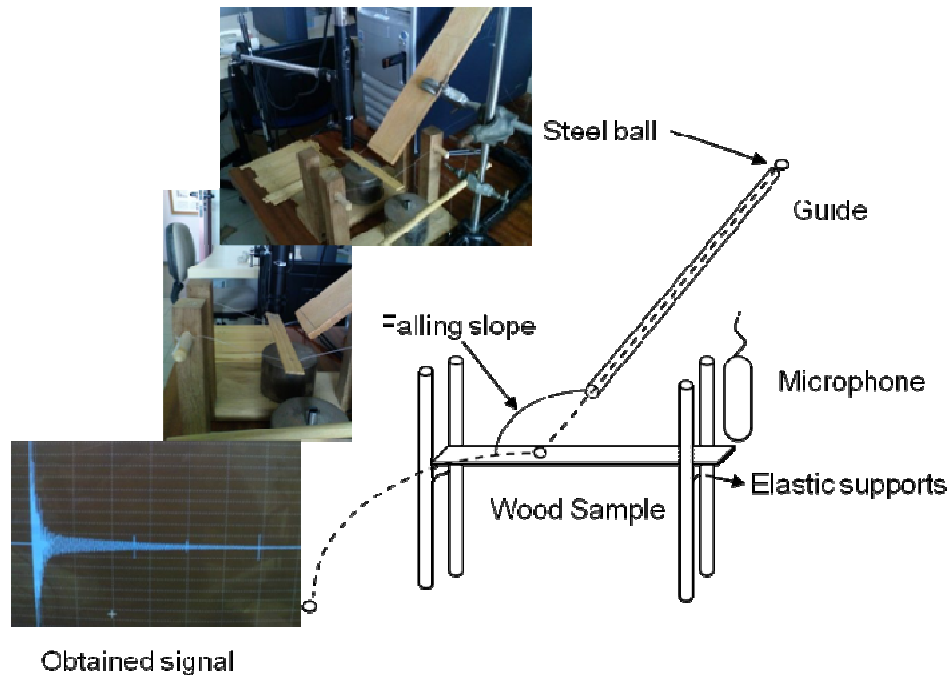 Steel ball
Guide
Falling slope
Microphone
Elastic supports
Wood Sample
Obtained signal